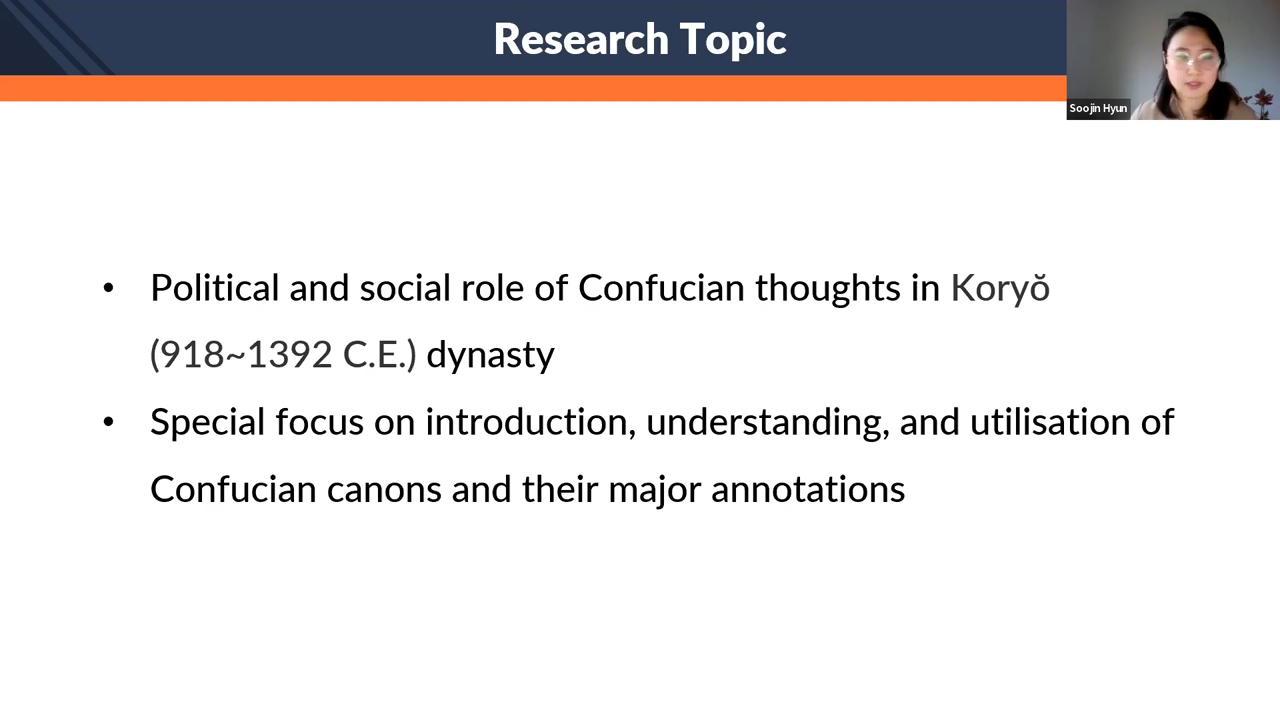 Research Topic
Soojin Hyun
• Political and social role of Confucian thoughts in Koryŏ
(918~1392 C.E.) dynasty
• Special focus on introduction, understanding, and utilisation of
Confucian canons and their major annotations